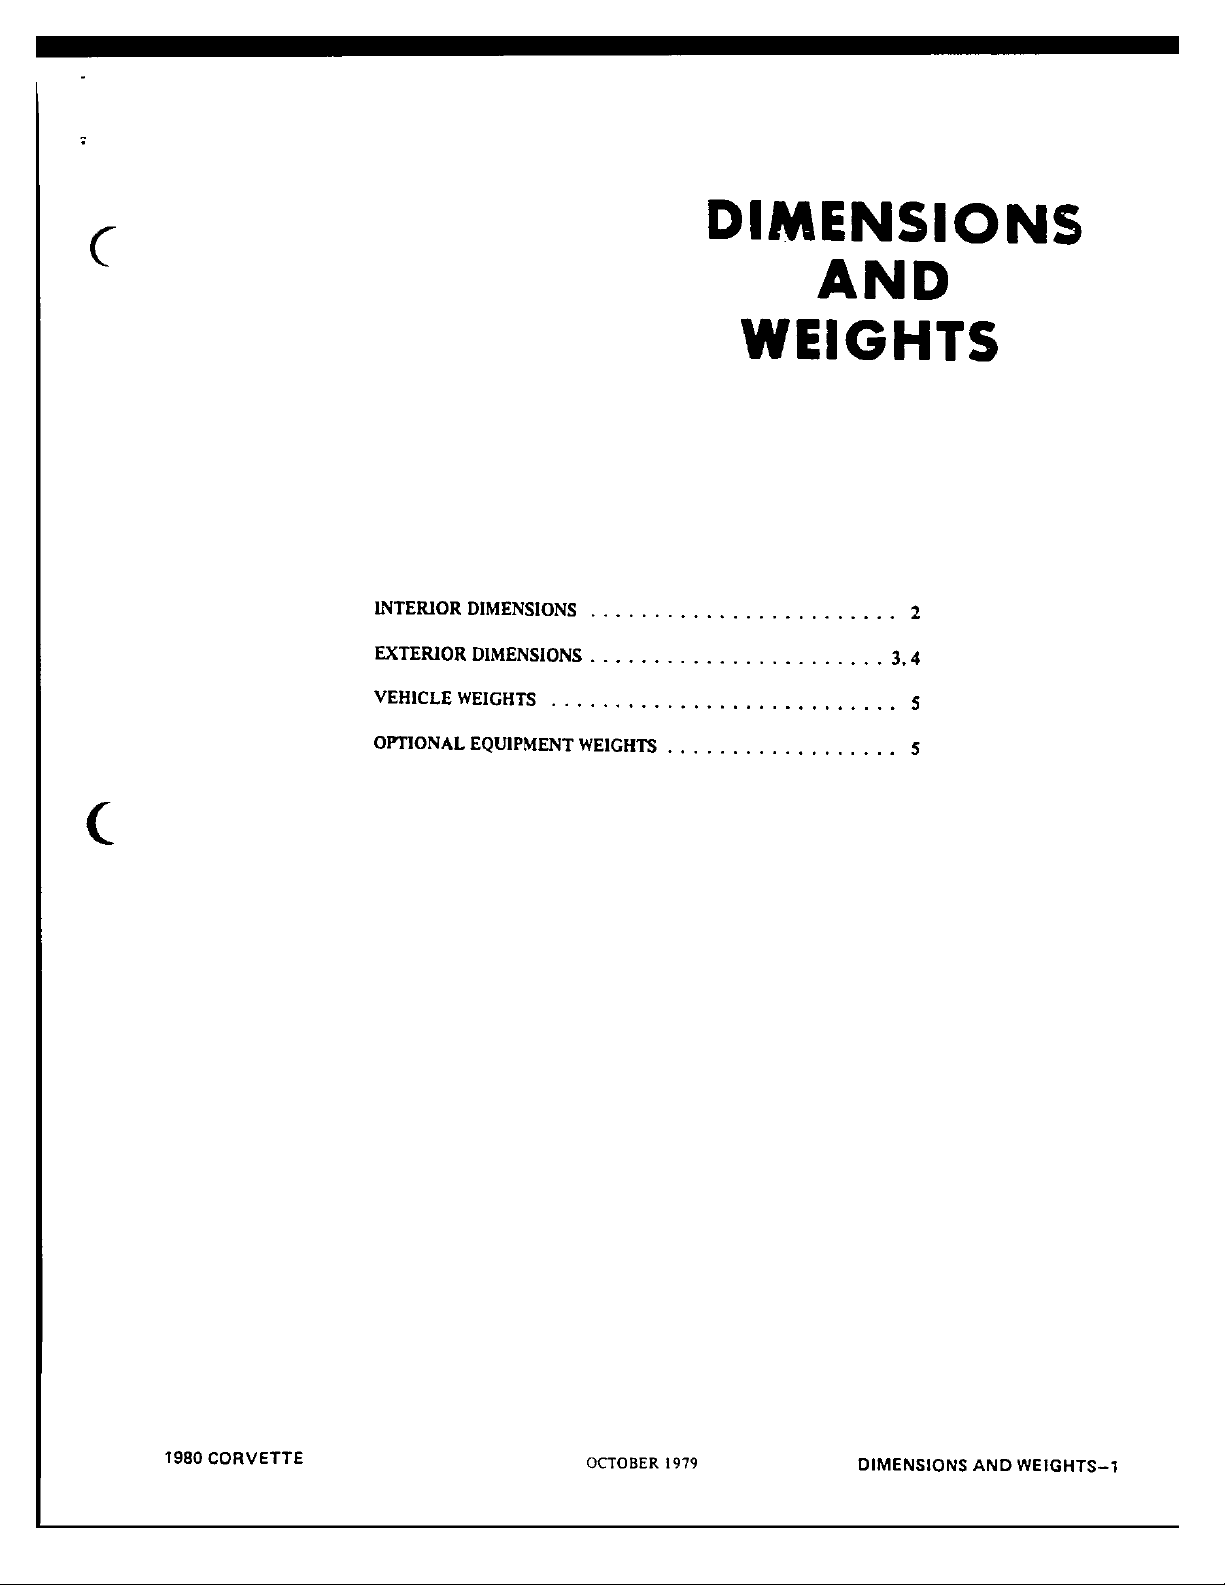 DIMENSIONS
AND
WEIGHTS
INTERIOR DIMENSIONS . . . . . . . . . . . . . . . . . . . . . . . . 2
EXTERIOR DIMENSIONS . . . . . . . . . . . . . . . . . . . . . . . 3, 4
VEHICLE WEIGHTS . . . . . . . . . . . . . . . . . . . . . . . . . . . 5
OPTIONAL EQUIPMENT WEIGHTS . . . . . . . . . . . . . . . . . . 5
1980 CORVETTE OCTOBER 1979 DIMENSIONS AND WEIGHTS–1